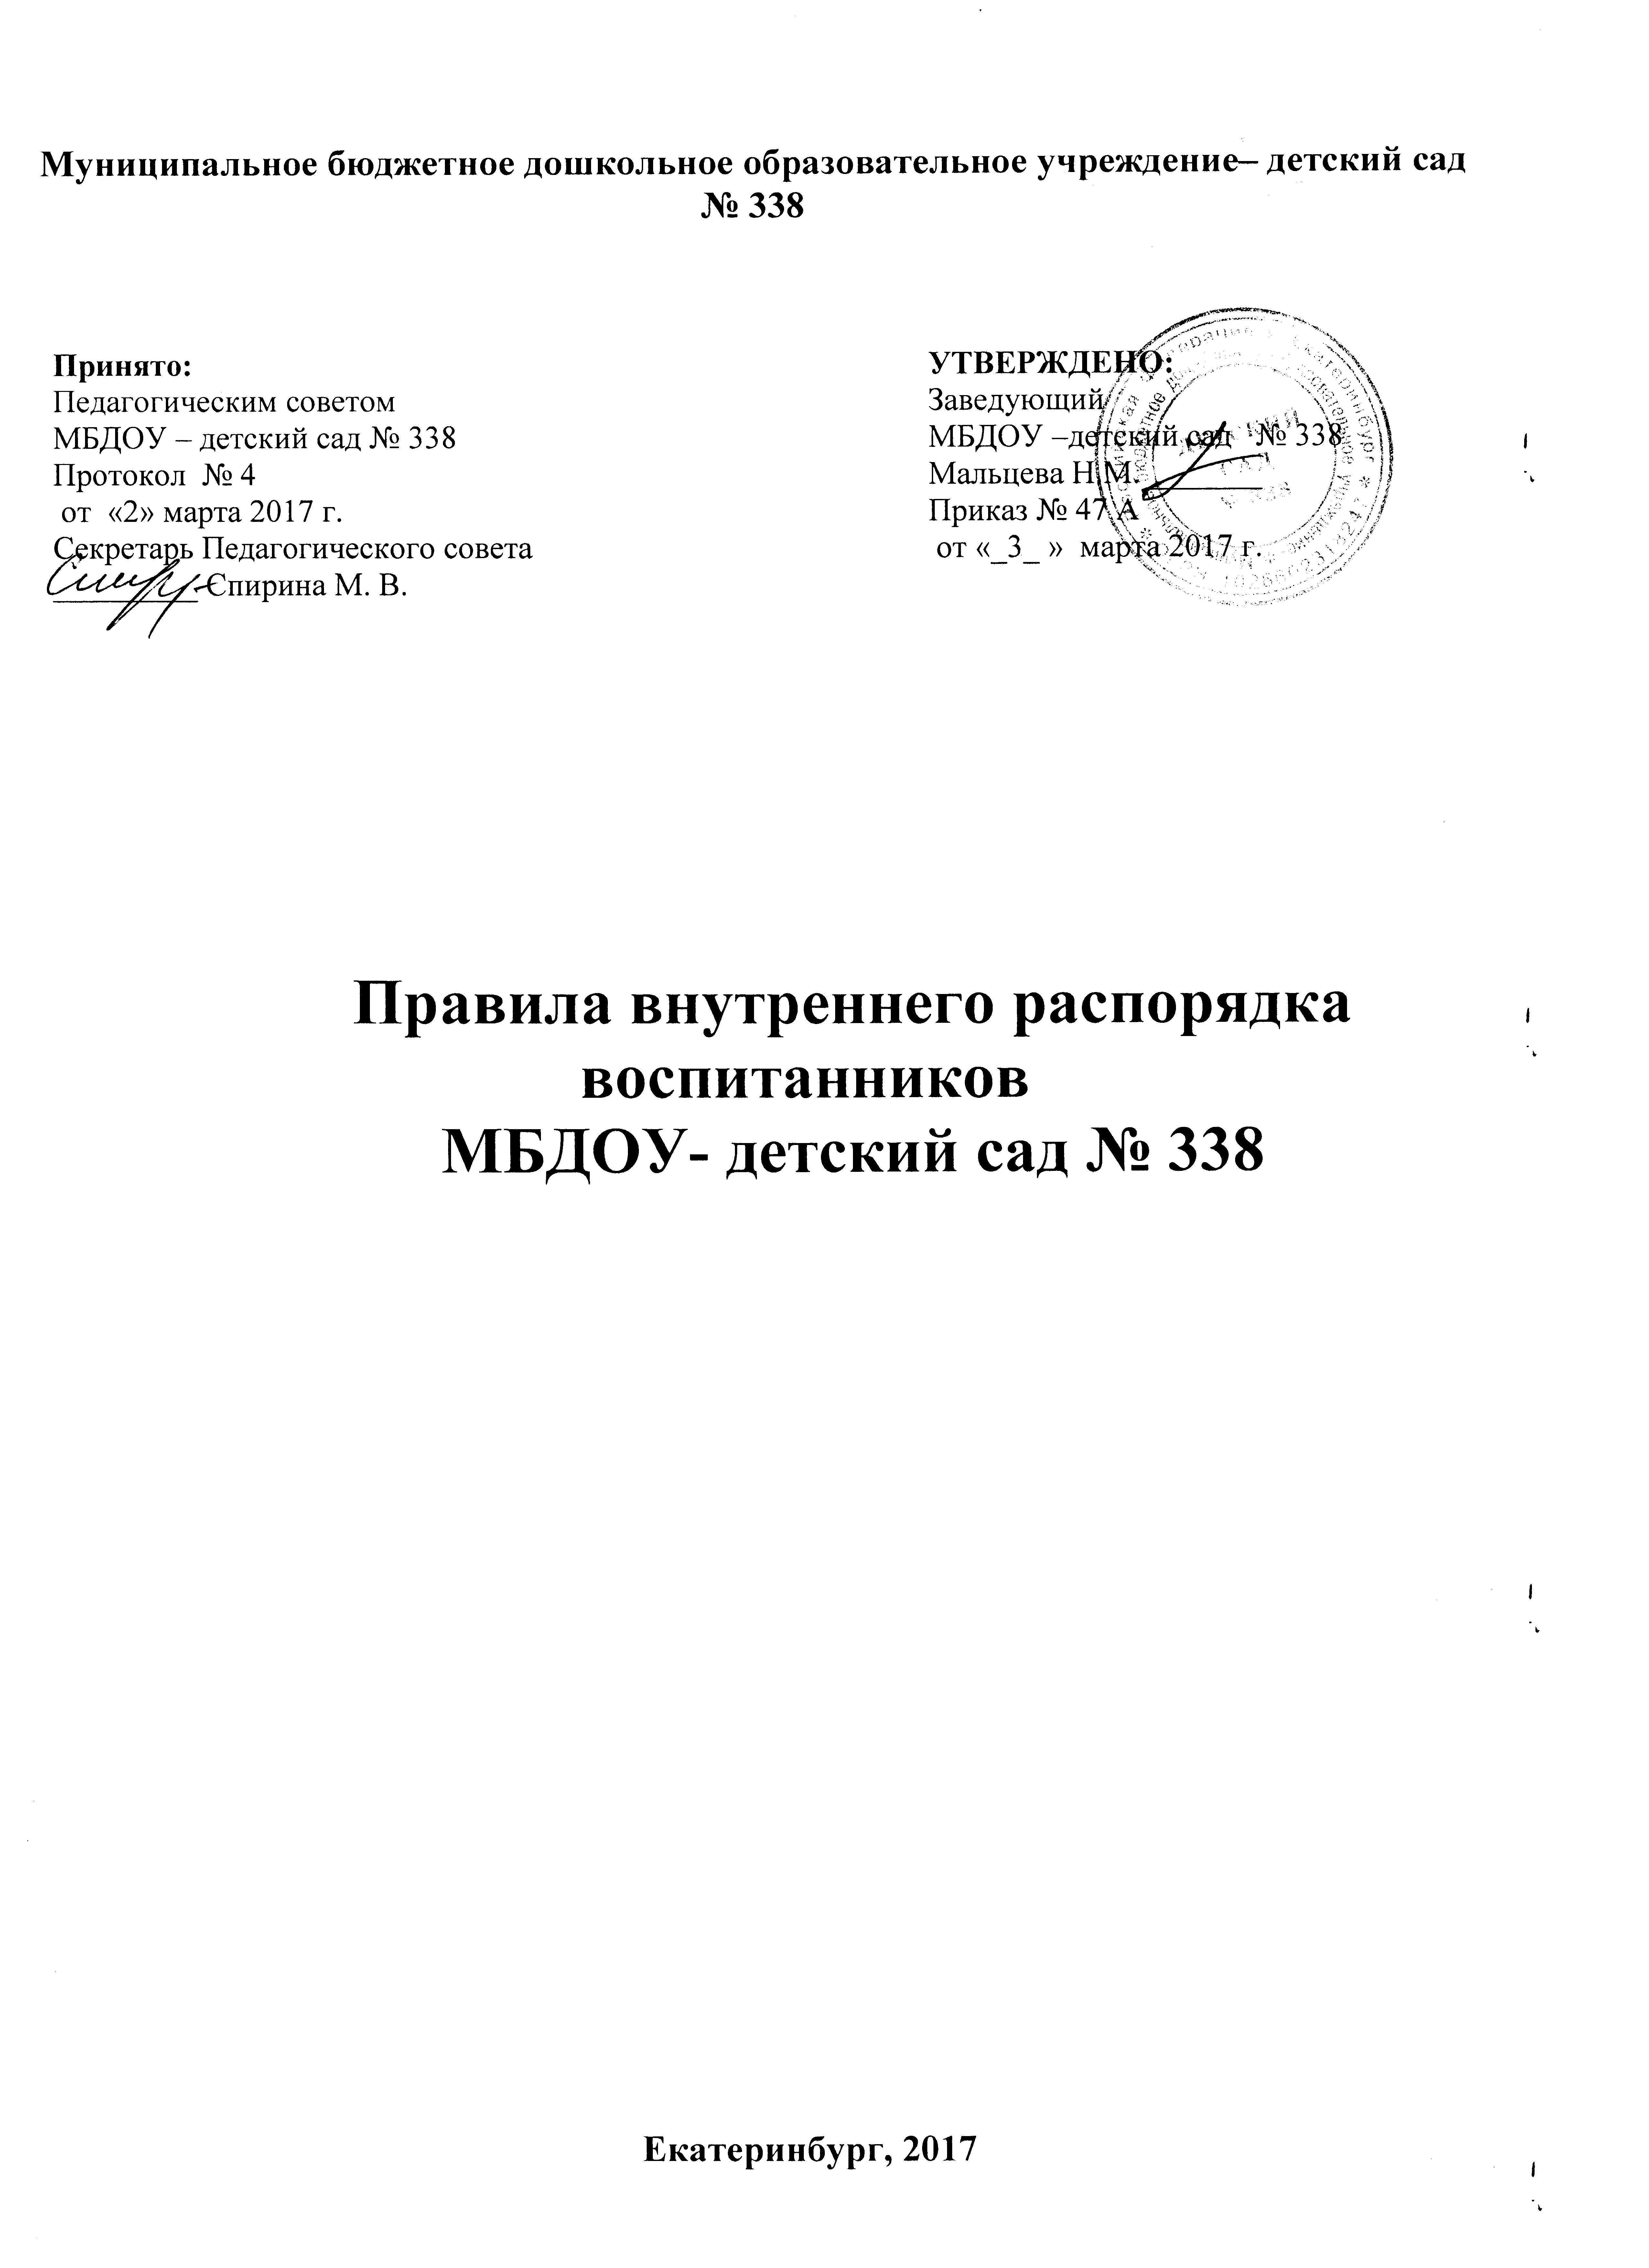 Муниципальное бюджетное дошкольное образовательное учреждение– детский сад
№ 338
Принято:
Педагогическим советом
МБДОУ – детский сад № 338
Протокол № 4
от «2» марта 2017 г.
Секретарь Педагогического совета
__________ Спирина М. В.
УТВЕРЖДЕНО:
Заведующий
МБДОУ –детский сад № 338
Мальцева Н.М.________
Приказ № 47 А
от «_3_ » марта 2017 г.
Правила внутреннего распорядка
воспитанников
МБДОУ- детский сад № 338
Екатеринбург, 2017